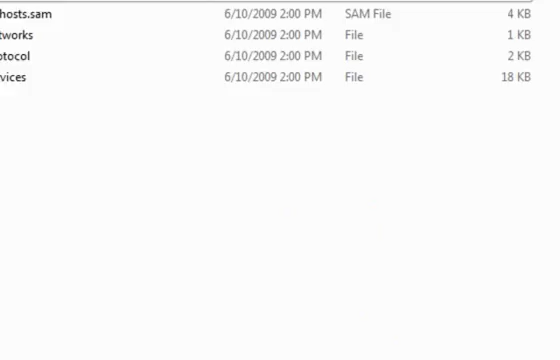 hosts.sam 6/10/2009 2:00 PM SAM File 4 KB
tworks 6/10/2009 2:00 PM File 1 KB
otocol 6/10/2009 2:00 PM File 2 KB
vices 6/10/2009 2:00 PM File 18 KB